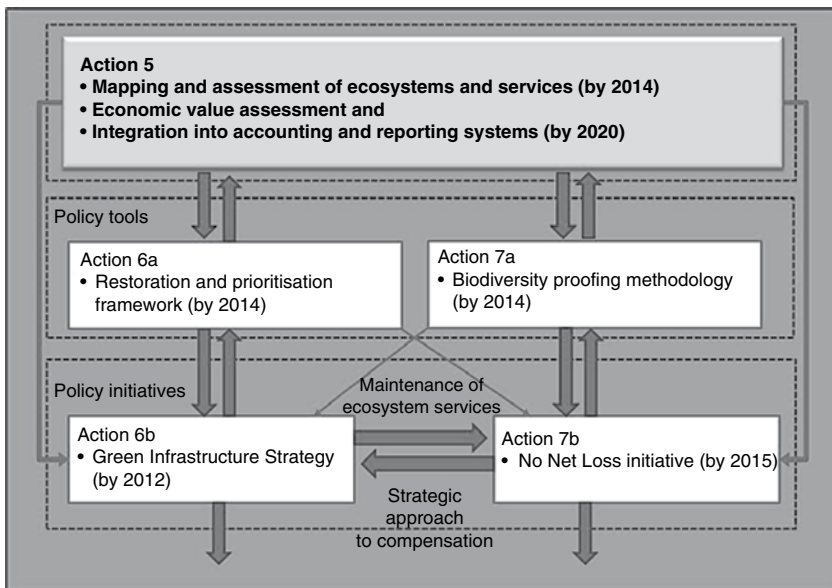 Action 5
• Mapping and assessment of ecosystems and services (by 2014)
• Economic value assessment and
• Integration into accounting and reporting systems (by 2020)
Policy tools
Action 6a
• Restoration and prioritisation
framework (by 2014)
Action 7a
• Biodiversity proofing methodology
(by 2014)
Policy initiatives
Maintenance of
ecosystem services
Action 6b
• Green Infrastructure Strategy
(by 2012)
Action 7b
• No Net Loss initiative (by 2015)
Strategic
approach
to compensation